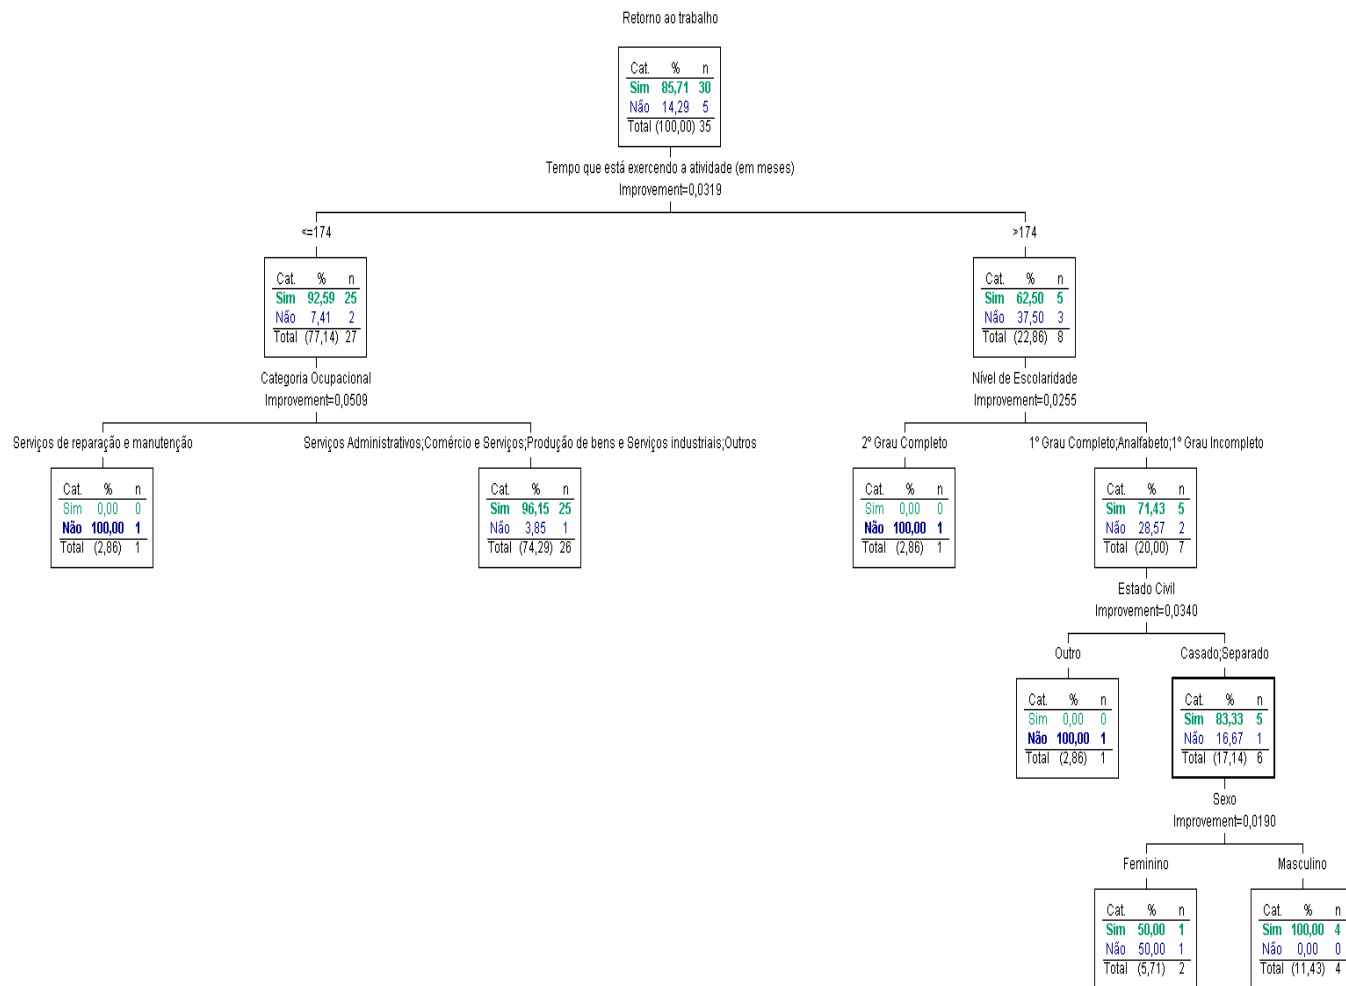 Retorno ao trabalho
Cat. % n
Sim 85,71 30
Não 14,29 5
Total (100,00) 35
Tempo que está exercendo a atividade (em meses)
Improvement=0,0319
<=174
>174
Cat. % n
Sim 92,59 25
Não 7,41 2
Total (77,14) 27
Cat. % n
Sim 62,50 5
Não 37,50 3
Total (22,86) 8
Categoria Ocupacional
Improvement=0,0509
Nível de Escolaridade
Improvement=0,0255
Serviços de reparação e manutenção
Serviços Administrativos;Comércio e Serviços;Produção de bens e Serviços industriais;Outros
2º Grau Completo
1º Grau Completo;Analfabeto;1º Grau Incompleto
Cat. % n
Sim 0,00 0
Não 100,00 1
Total (2,86) 1
Cat. % n
Sim 96,15 25
Não 3,85 1
Total (74,29) 26
Cat. % n
Sim 0,00 0
Não 100,00 1
Total (2,86) 1
Cat. % n
Sim 71,43 5
Não 28,57 2
Total (20,00) 7
Estado Civil
Improvement=0,0340
Outro
Casado;Separado
Cat. % n
Sim 0,00 0
Não 100,00 1
Total (2,86) 1
Cat. % n
Sim 83,33 5
Não 16,67 1
Total (17,14) 6
Sexo
Improvement=0,0190
Feminino
Masculino
Cat. % n
Sim 50,00 1
Não 50,00 1
Total (5,71) 2
Cat. % n
Sim 100,00 4
Não 0,00 0
Total (11,43) 4